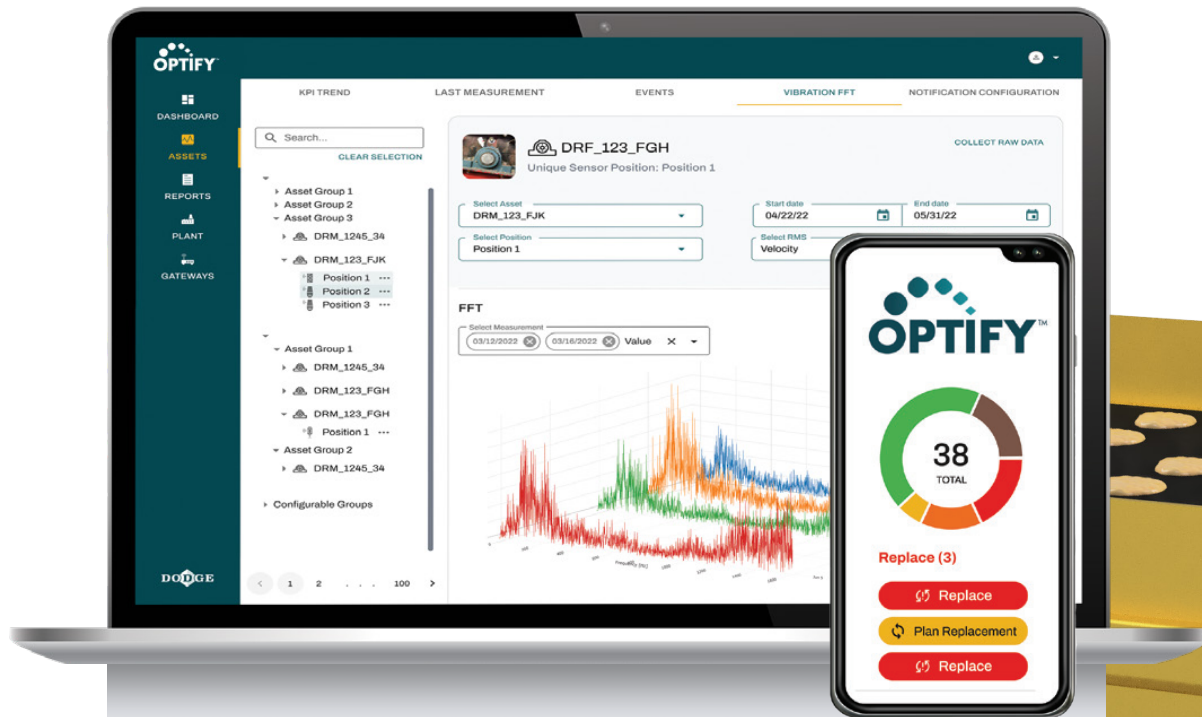 OPTIFY
DASHBOARD
ASSETS
REPORTS
PLANT
GATEWAYS
DODGE
KPI TREND
LAST MEASUREMENT
EVENTS
VIBRATION FFT
NOTIFICATION CONFIGURATION
Search...
CLEAR SELECTION
Asset Group 1
Asset Group 2
Asset Group 3
DRM_1245_34
DRM_123_FJK
Position 1 ...
Position 2 ...
Position 3 ...
Asset Group 1
DRM_1245_34
DRM_123_FGH
DRM_123_FGH
Position 1 ...
Asset Group 2
DRM_1245_34
Configurable Groups
< 1 2 . . . 100 >
DRF_123_FGH
Unique Sensor Position: Position 1
COLLECT RAW DATA
Select Asset
DRM_123_FJK
Start date
04/22/22
End date
05/31/22
Select Position
Position 1
Select RMS
Velocity
FFT
Select Measurement
03/12/2022 03/16/2022 Value
OPTIFY™
38
TOTAL
Replace (3)
Replace
Plan Replacement
Replace